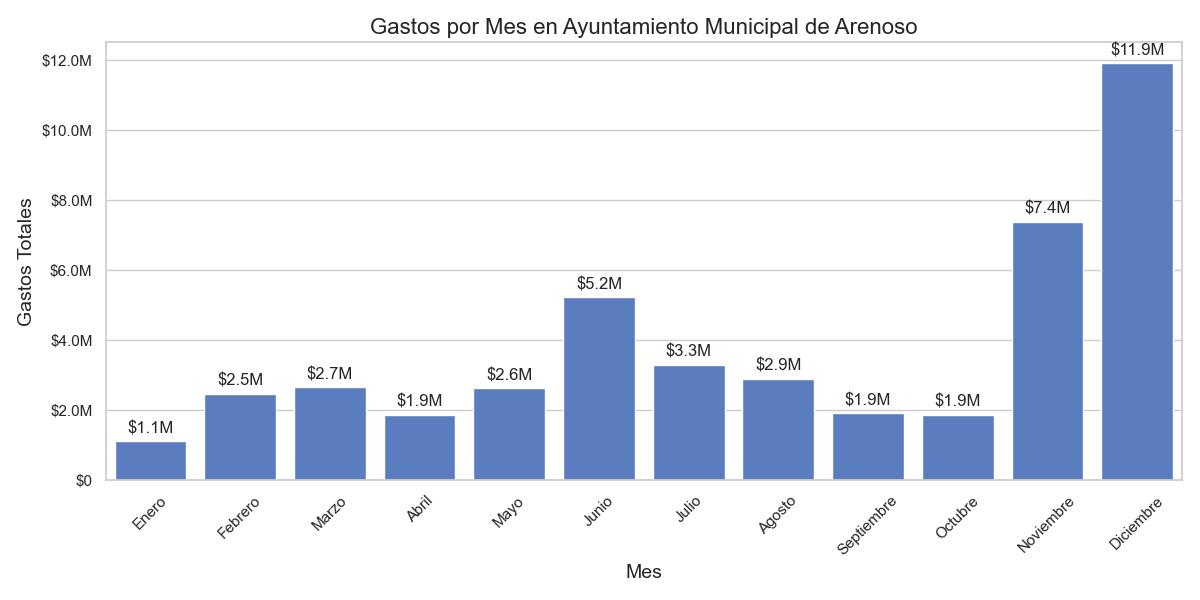 Gastos por Mes en Ayuntamiento Municipal de Arenoso
Gastos Totales
$12.0M
$10.0M
$8.0M
$6.0M
$4.0M
$2.0M
$0
$1.1M
$2.5M
$2.7M
$1.9M
$2.6M
$5.2M
$3.3M
$2.9M
$1.9M
$1.9M
$7.4M
$11.9M
Enero
Febrero
Marzo
Abril
Mayo
Junio
Julio
Agosto
Septiembre
Octubre
Noviembre
Diciembre
Mes